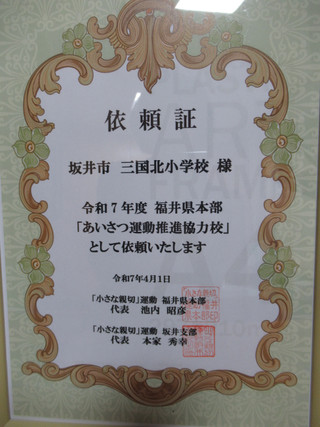 依頼証
坂井市 三国北小学校 様
令和7年度 福井県本部
「あいさつ運動推進協力校」
として依頼いたします
令和7年4月1日
「小さな親切」運動 福井県本部
代表 池内 昭彦
「小さな親切」運動 坂井支部
代表 本家 秀幸